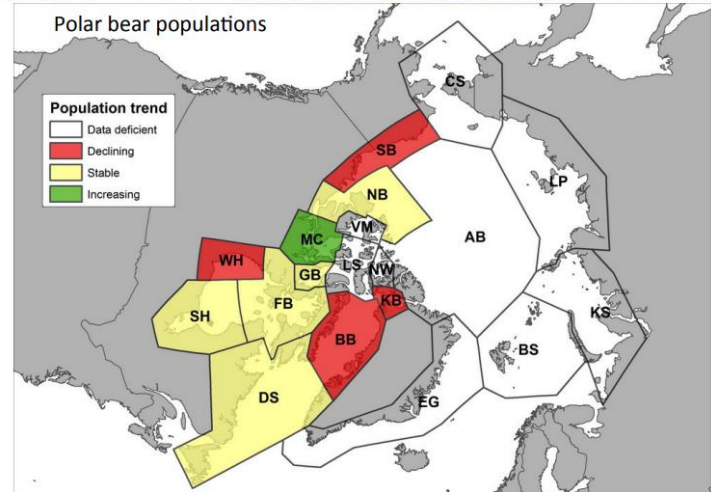 Polar bear populations
Population trend
Data deficient
Declining
Stable
Increasing
CS
SB
LP
NB
VM
MC
AB
WH
LS
NW
GB
KB
FB
KS
SH
BB
BS
DS
EG